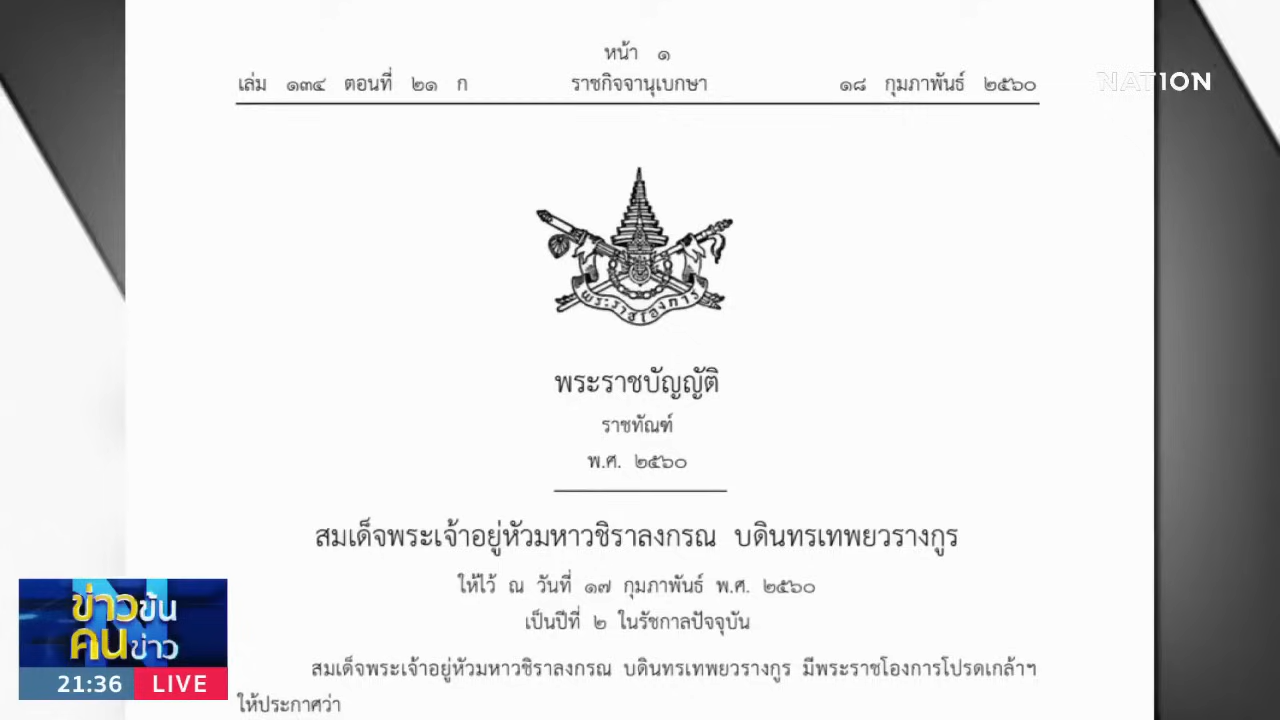 หน้า ๑
เล่ม ๑๓๔ ตอนที่ ๒๑ ก ราชกิจจานุเบกษา ๑๘ กุมภาพันธ์ ๒๕๖๐
NATION
พระราชโองการ
พระราชบัญญัติ
ราชทัณฑ์
พ.ศ. ๒๕๖๐
สมเด็จพระเจ้าอยู่หัวมหาวชิราลงกรณ บดินทรเทพยวรางกูร
ให้ไว้ ณ วันที่ ๑๗ กุมภาพันธ์ พ.ศ. ๒๕๖๐
เป็นปีที่ ๒ ในรัชกาลปัจจุบัน
สมเด็จพระเจ้าอยู่หัวมหาวชิราลงกรณ บดินทรเทพยวรางกูร มีพระราชโองการโปรดเกล้าฯ
ให้ประกาศว่า
ข่าวข้น
คนข่าว
21:36 LIVE